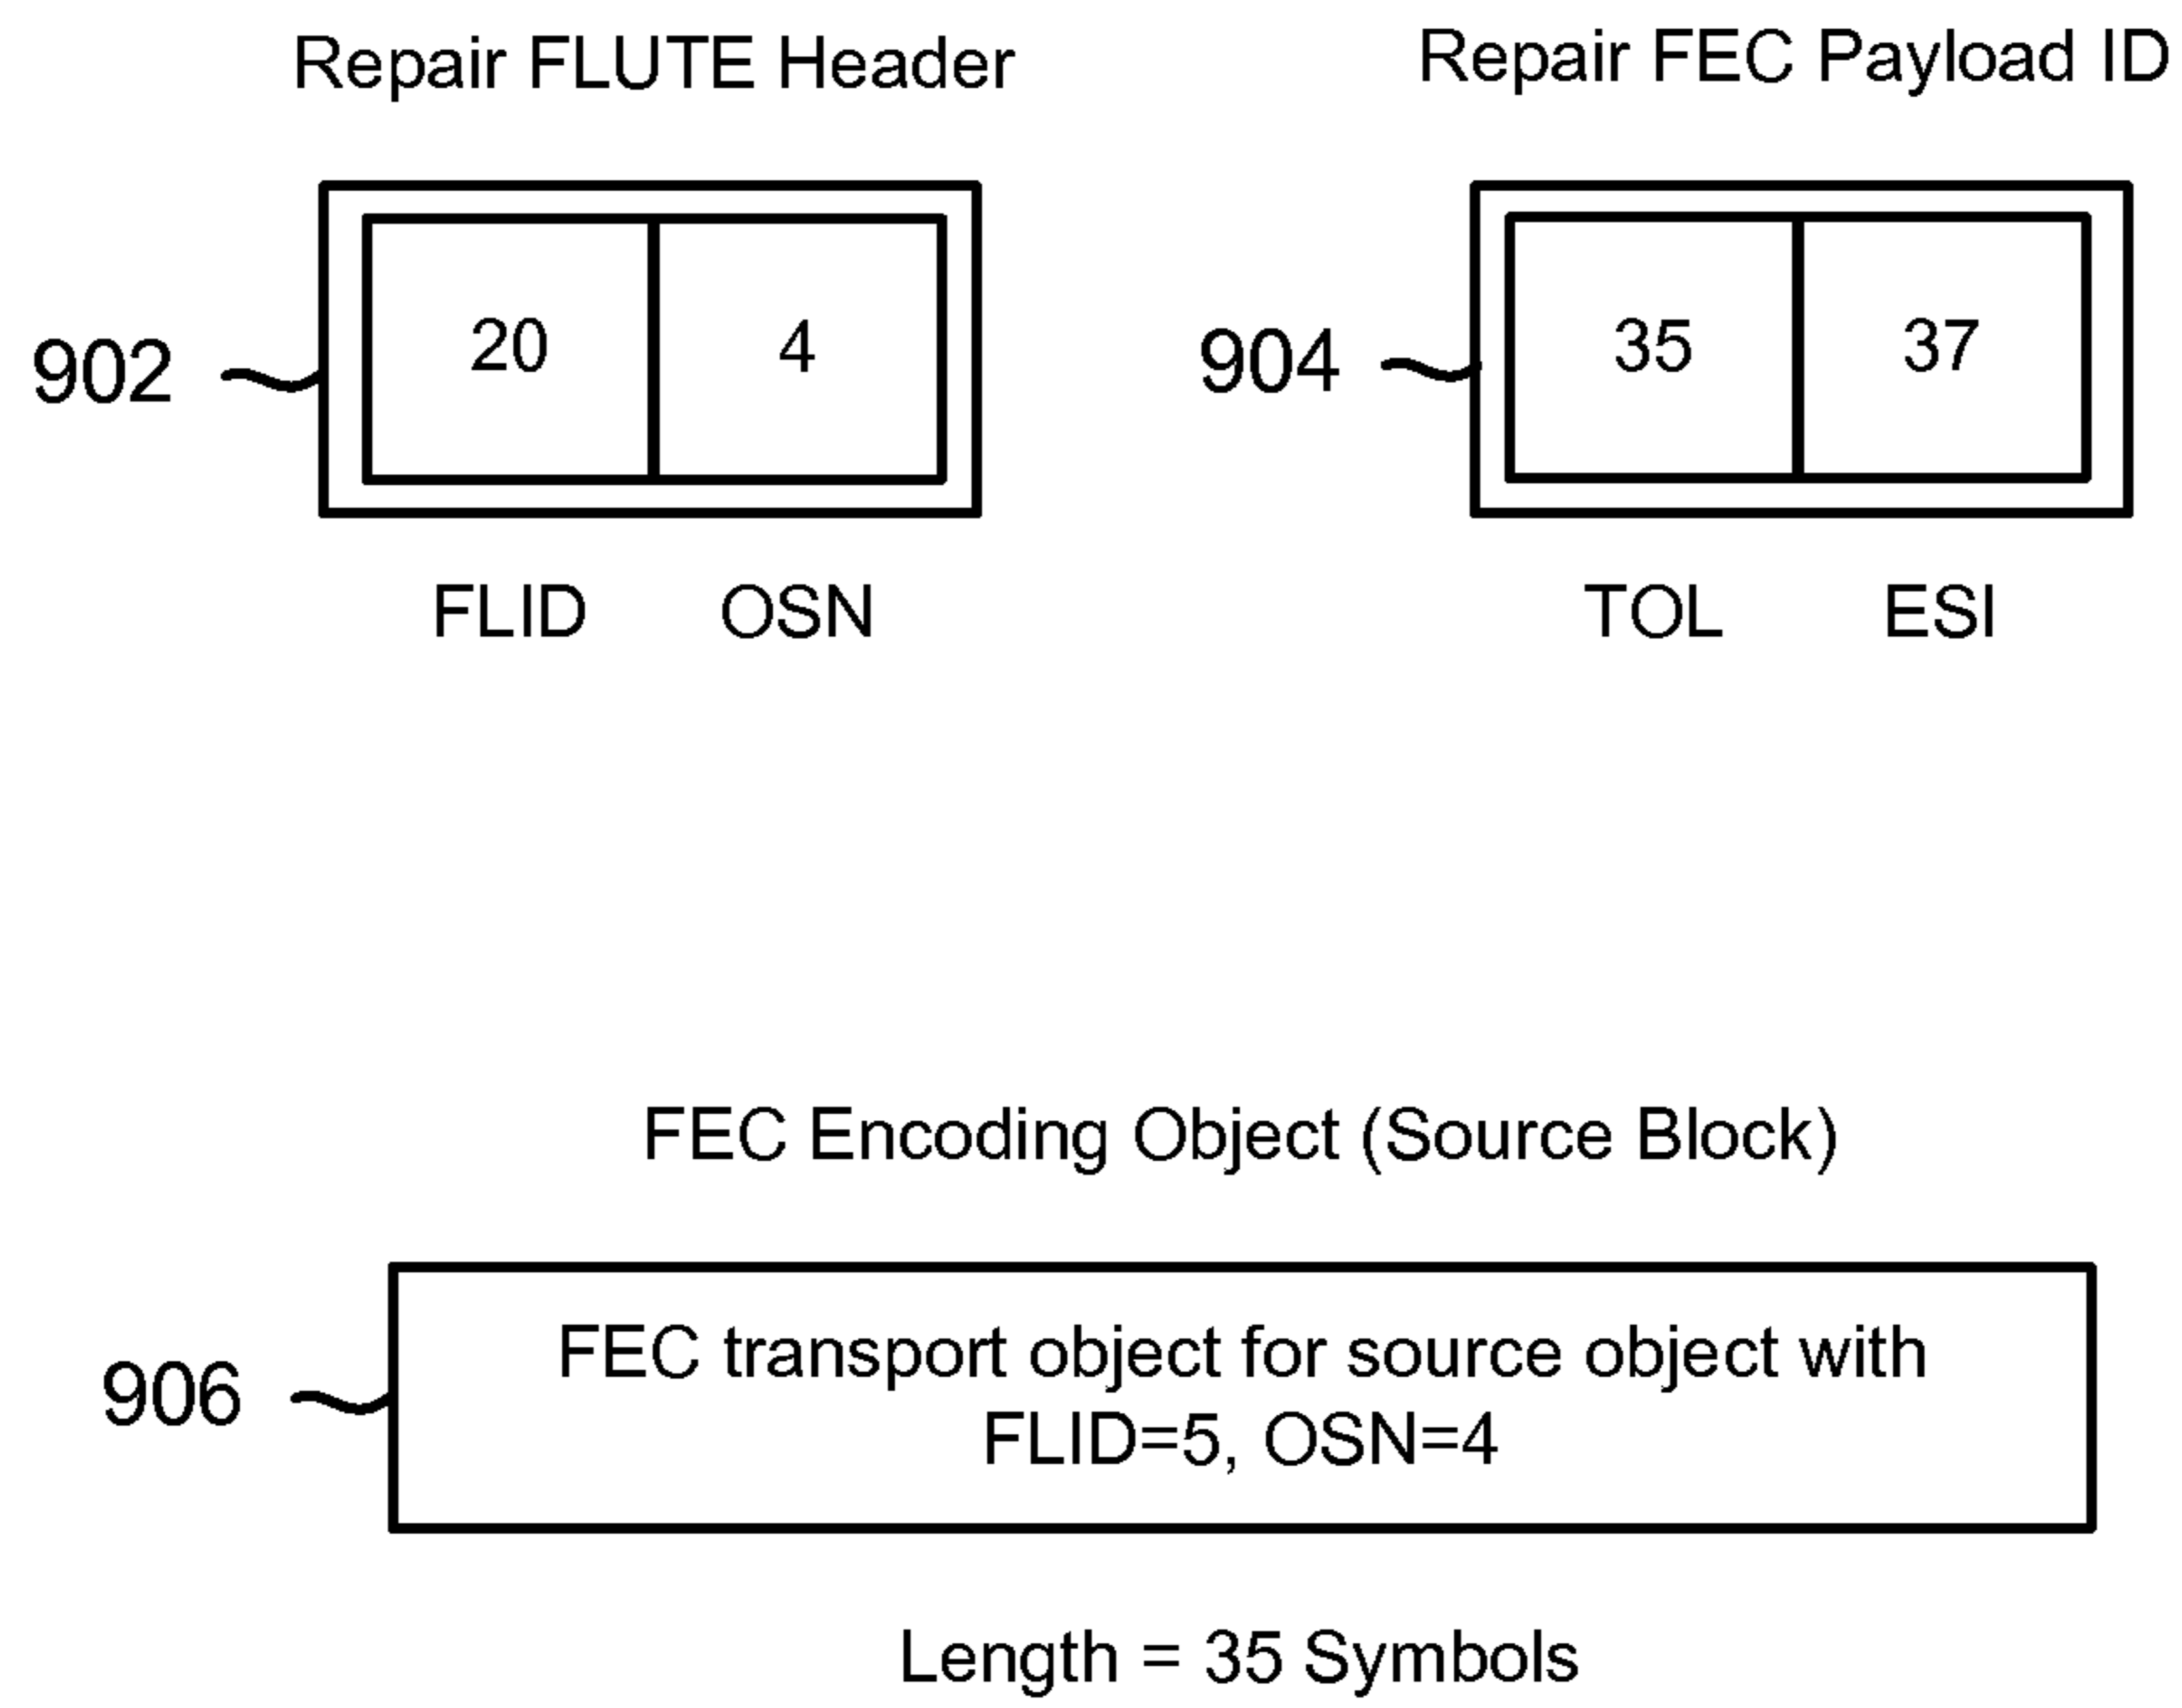 Repair FLUTE Header
Repair FEC Payload ID
902
20
4
904
35
37
FLID
OSN
TOL
ESI
FEC Encoding Object (Source Block)
906
FEC transport object for source object with
FLID=5, OSN=4
Length = 35 Symbols